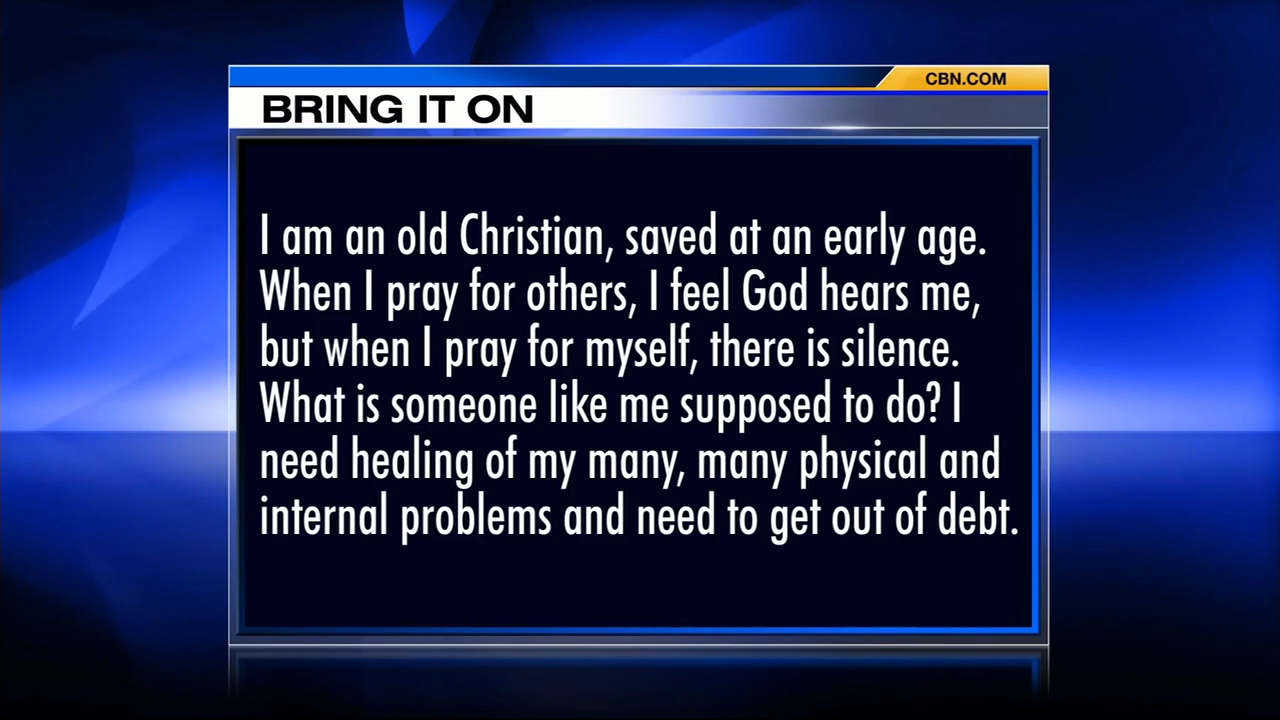 CBN.COM
BRING IT ON
I am an old Christian, saved at an early age.
When I pray for others, I feel God hears me,
but when I pray for myself, there is silence.
What is someone like me supposed to do? I
need healing of my many, many physical and
internal problems and need to get out of debt.